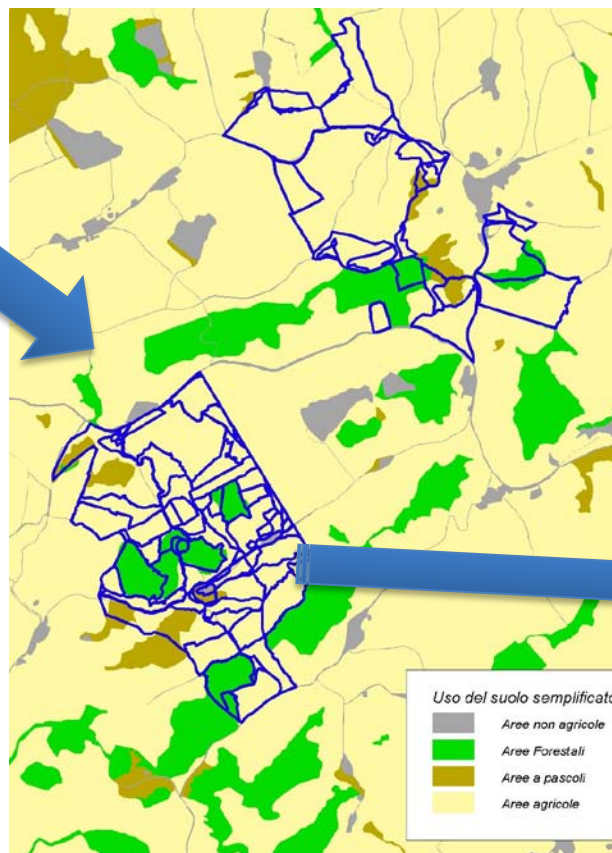 Uso del suolo semplificato
Aree non agricole
Aree Forestali
Aree a pascoli
Aree agricole